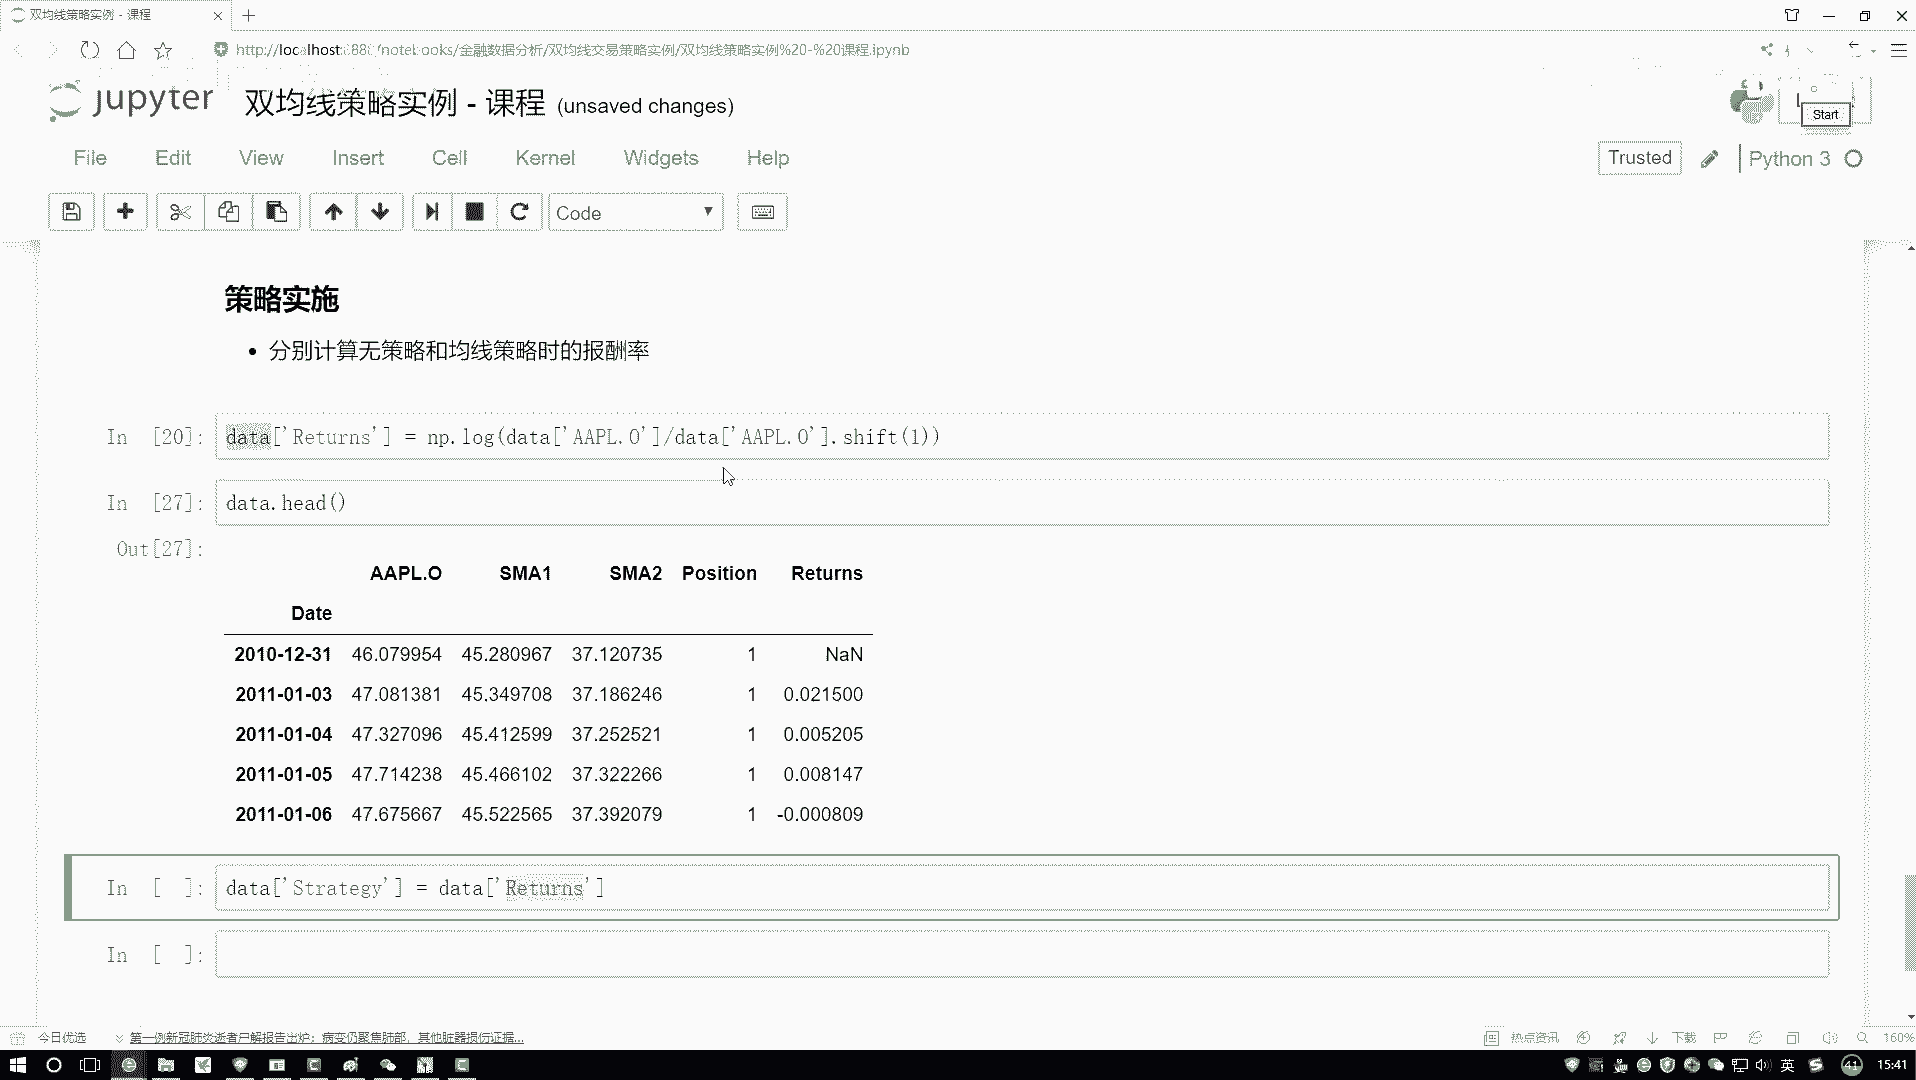 双均线策略实例 - 课程
http://localhost:888/notebooks/金融数据分析/双均线交易策略实例/双均线策略实例%20-%20课程.ipynb
jupyter 双均线策略实例 - 课程 (unsaved changes)
Start
File Edit View Insert Cell Kernel Widgets Help
Trusted Python 3
Code
策略实施
• 分别计算无策略和均线策略时的报酬率
In [20]: data['Returns'] = np.log(data['AAPL.O']/data['AAPL.O'].shift(1))
In [27]: data.head()
Out[27]:
AAPL.O SMA1 SMA2 Position Returns
Date
2010-12-31 46.079954 45.280967 37.120735 1 NaN
2011-01-03 47.081381 45.349708 37.186246 1 0.021500
2011-01-04 47.327096 45.412599 37.252521 1 0.005205
2011-01-05 47.714238 45.466102 37.322266 1 0.008147
2011-01-06 47.675667 45.522565 37.392079 1 -0.000809
In [ ]: data['Strategy'] = data['Returns']
In [ ]:
今日优选 第一例新冠肺炎逝者尸解报告出炉：病变仍聚焦肺部，其他脏器损伤证据... 热点资讯 下载 160%
英 41 15:41